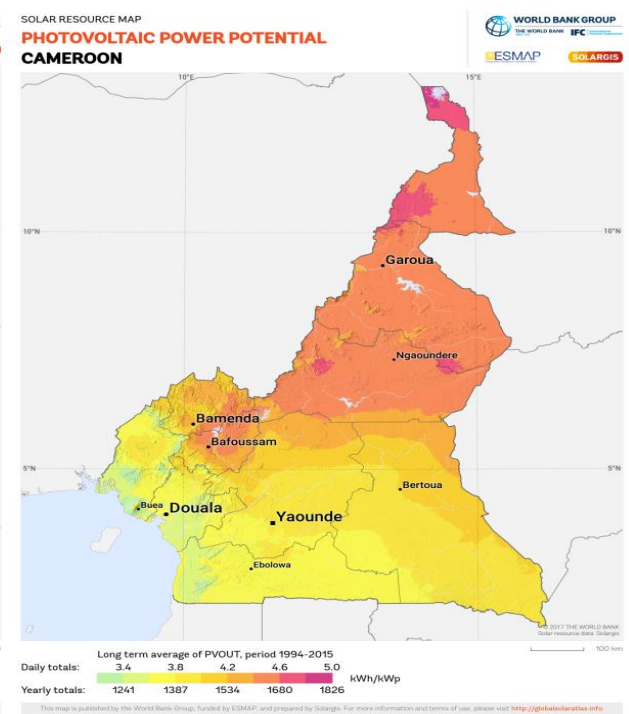 SOLAR RESOURCE MAP
PHOTOVOLTAIC POWER POTENTIAL
CAMEROON
WORLD BANK GROUP
THE WORLD BANK IFC
ESMAP
SOLARGIS
10°E 15°E
10°N 10°N
Garoua
Ngaoundere
Bamenda
Bafoussam
5°N 5°N
Bertoua
Buea
Douala
Yaounde
Ebolowa
© 2017 THE WORLD BANK
Solar resource data: Solargis
100 km
Long term average of PVOUT, period 1994-2015
Daily totals: 3.4 3.8 4.2 4.6 5.0
kWh/kWp
Yearly totals: 1241 1387 1534 1680 1826
This map is published by the World Bank Group, funded by ESMAP, and prepared by Solargis. For more information and terms of use, please visit http://globalsolaratlas.info.